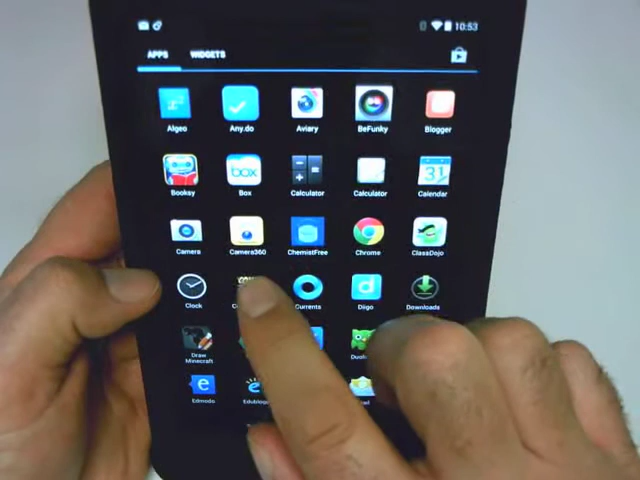 10:53
APPS WIDGETS
Algeo Any.do Aviary BeFunky Blogger
31
Booksy Box Calculator Calculator Calendar
box
Camera Camera360 ChemistFree Chrome ClassDojo
Clock Currents Diigo Downloads
Draw
Minecraft
Edmodo